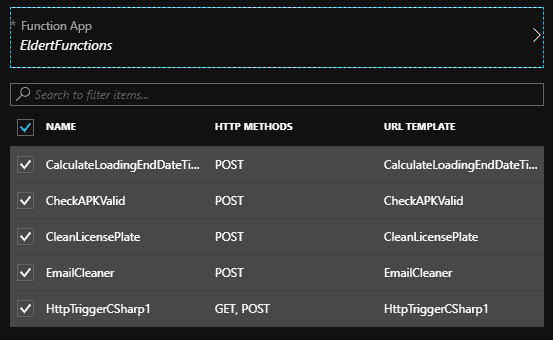 * Function App
EldertFunctions
Search to filter items...
NAME HTTP METHODS URL TEMPLATE
CalculateLoadingEndDateTi... POST CalculateLoadingEndDateTi...
CheckAPKValid POST CheckAPKValid
CleanLicensePlate POST CleanLicensePlate
EmailCleaner POST EmailCleaner
HttpTriggerCSharp1 GET, POST HttpTriggerCSharp1